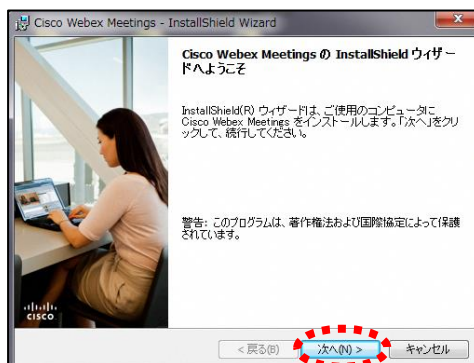 Cisco Webex Meetings - InstallShield Wizard
Cisco Webex Meetings の InstallShield ウィザー
ドへようこそ
InstallShield(R) ウィザードは、ご使用のコンピュータに
Cisco Webex Meetings をインストールします。「次へ」をクリ
ックして、続行してください。
警告: このプログラムは、著作権法および国際協定によって保護
されています。
CISCO
< 戻る(B)
次へ(N) >
キャンセル